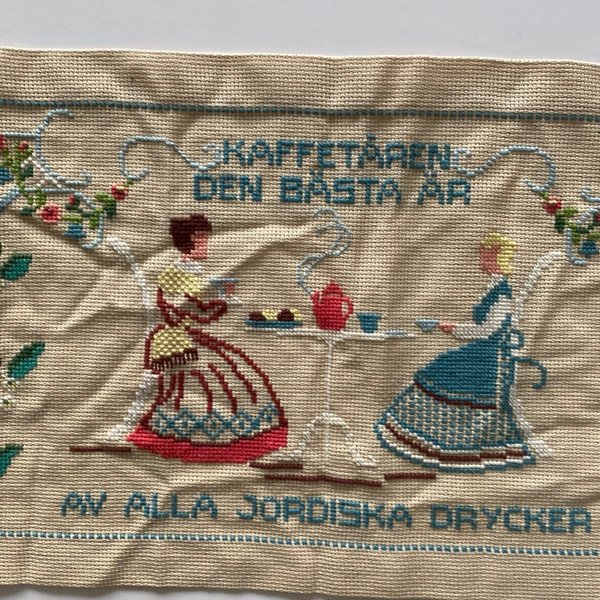 KAFFETÅREN
DEN BÄSTA ÄR
AV ALLA JORDISKA DRYCKER